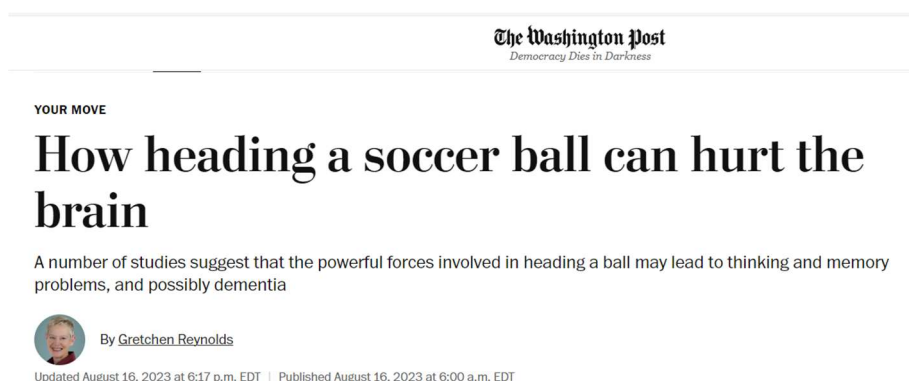 The Washington Post
Democracy Dies in Darkness
YOUR MOVE
How heading a soccer ball can hurt the
brain
A number of studies suggest that the powerful forces involved in heading a ball may lead to thinking and memory
problems, and possibly dementia
By Gretchen Reynolds
Updated August 16, 2023 at 6:17 p.m. EDT | Published August 16, 2023 at 6:00 a.m. EDT